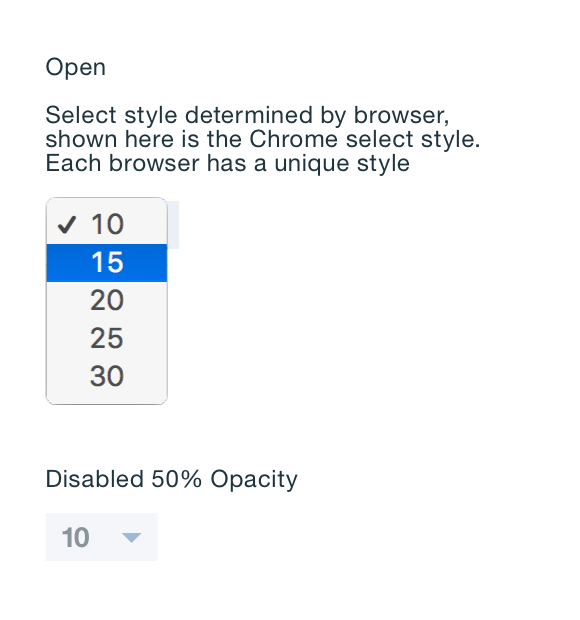 Open
Select style determined by browser,
shown here is the Chrome select style.
Each browser has a unique style
✓ 10
15
20
25
30
Disabled 50% Opacity
10